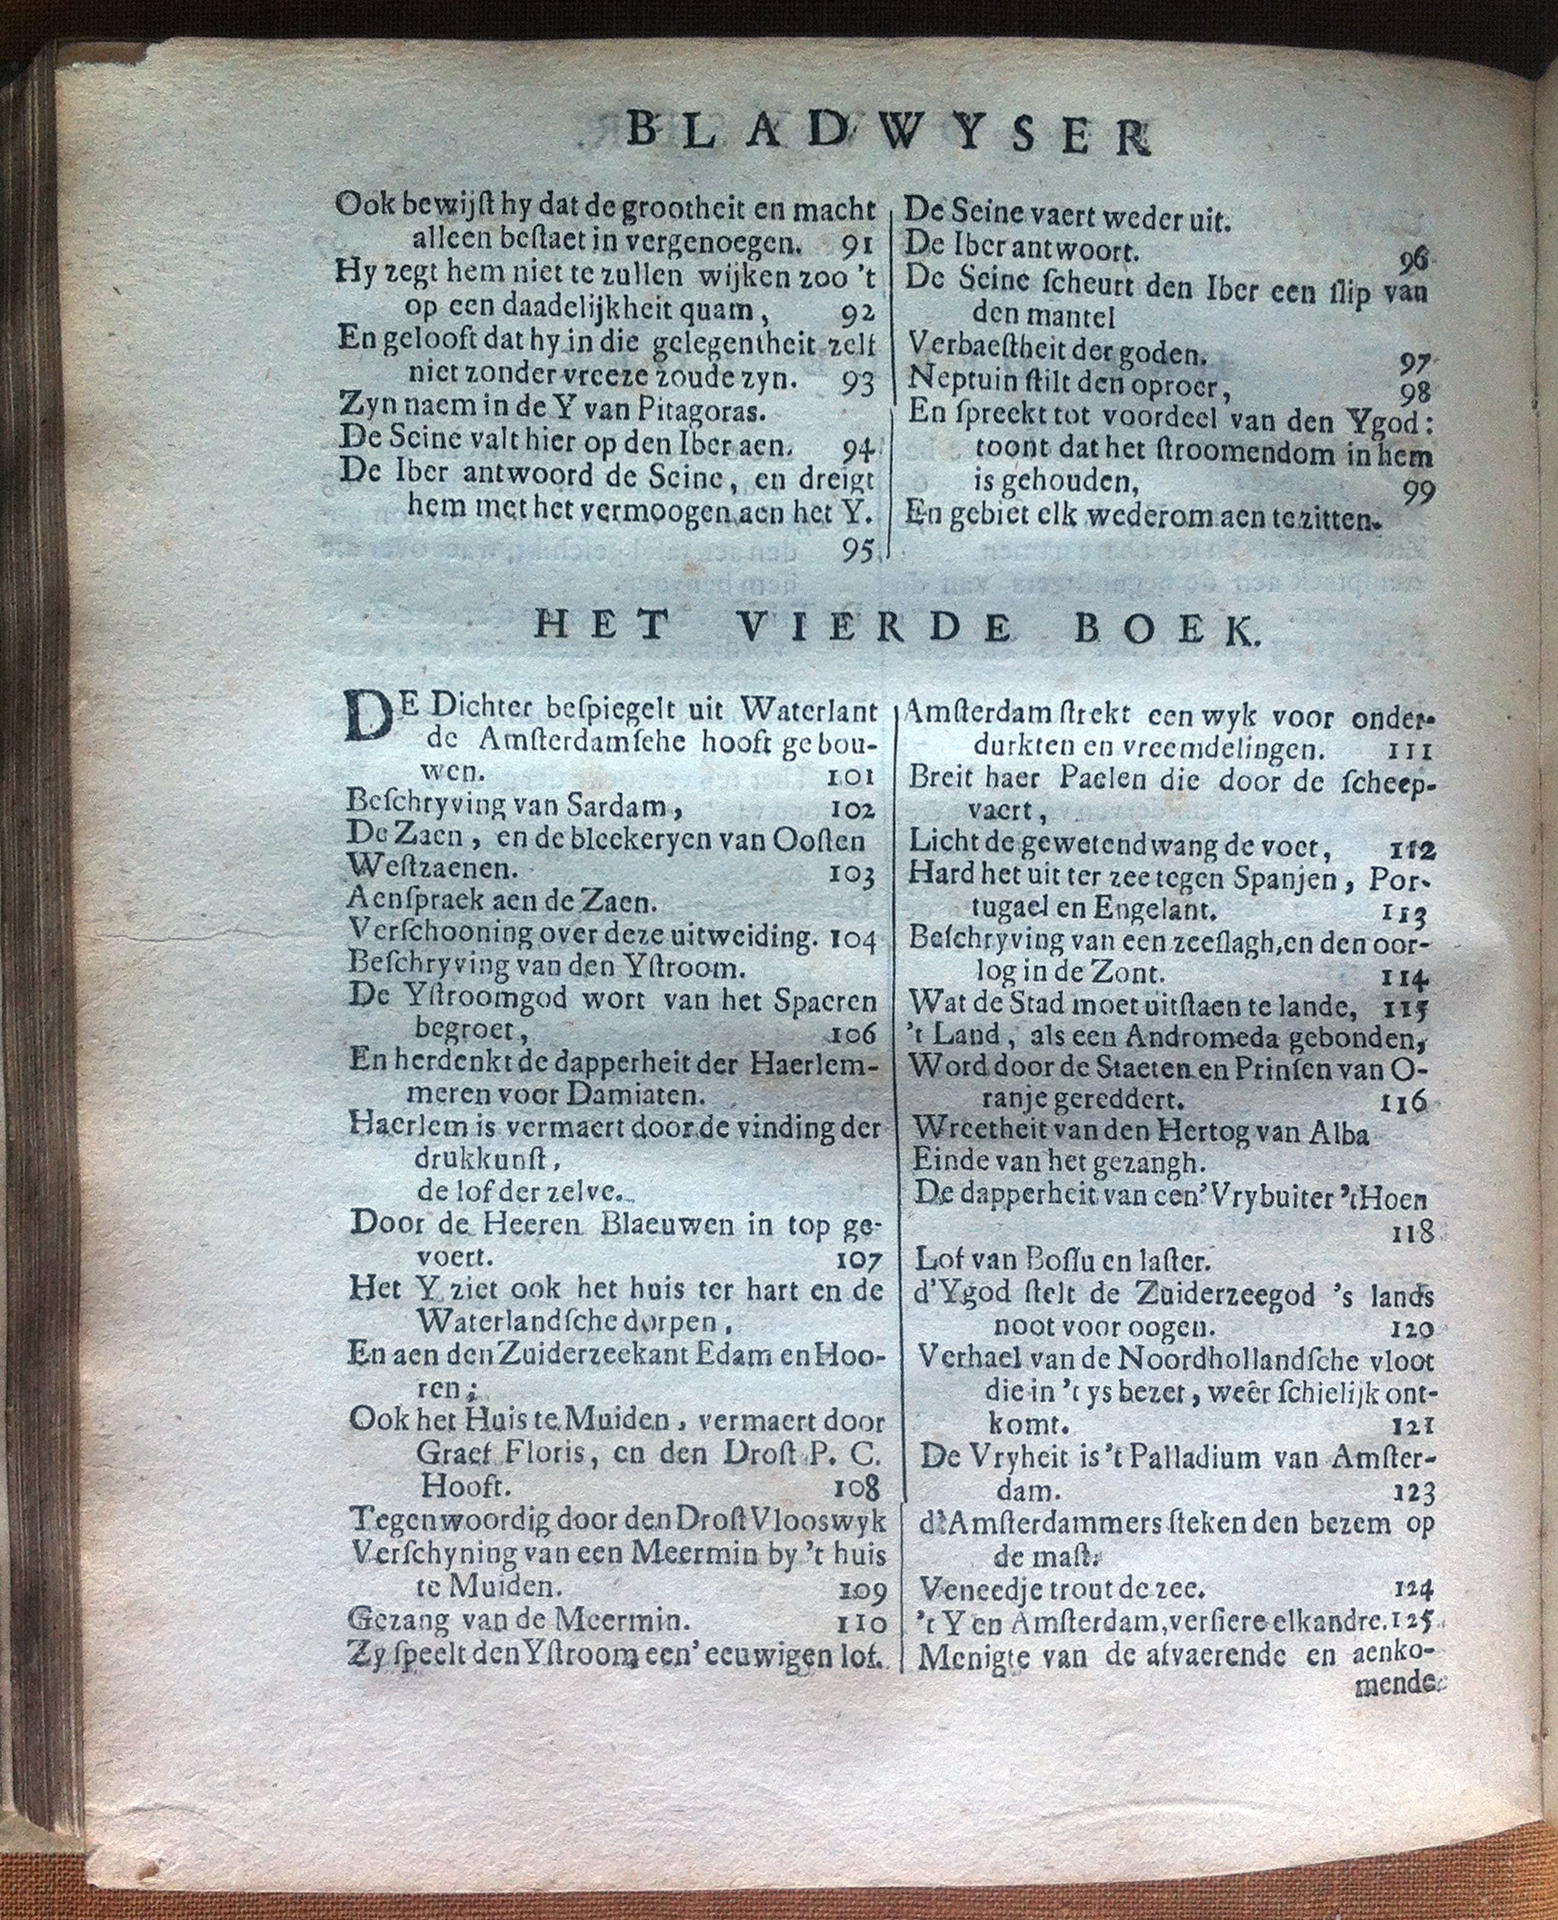 BLADWYSER
Ook bewijſt hy dat de grootheit en macht
alleen beſtaet in vergenoegen. 91
Hy zegt hem niet te zullen wijken zoo 't
op een daadelijkheit quam, 92
En gelooft dat hy in die gelegentheit zelf
niet zonder vreeze zoude zyn. 93
Zyn naem in de Y van Pitagoras.
De Seine valt hier op den Iber aen. 94
De Iber antwoord de Seine, en dreigt
hem met het vermoogen aen het Y.
95
De Seine vaert weder uit.
De Iber antwoort. 96
De Seine ſcheurt den Iber een ſlip van
den mantel
Verbaeſtheit der goden. 97
Neptuin ſtilt den oproer, 98
En ſpreekt tot voordeel van den Ygod:
toont dat het ſtroomendom in hem
is gehouden, 99
En gebiet elk wederom aen te zitten.
HET VIERDE BOEK.
DE Dichter beſpiegelt uit Waterlant
de Amſterdamſche hooft gebou-
wen. 101
Beſchryving van Sardam, 102
De Zaen, en de bleekeryen van Ooſten
Weſtzaenen. 103
Aenſpraek aen de Zaen.
Verſchooning over deze uitweiding. 104
Beſchryving van den Yſtroom.
De Yſtroomgod wort van het Spaeren
begroet, 106
En herdenkt de dapperheit der Haerlem-
meren voor Damiaten.
Haerlem is vermaert door de vinding der
drukkunſt,
de lof der zelve.
Door de Heeren Blaeuwen in top ge-
voert. 107
Het Y ziet ook het huis ter hart en de
Waterlandſche dorpen,
En aen den Zuiderzeekant Edam en Hoo-
ren;
Ook het Huis te Muiden, vermaert door
Graef Floris, en den Droſt P. C.
Hooft. 108
Tegenwoordig door den Droſt Vlooswyk
Verſchyning van een Meermin by 't huis
te Muiden. 109
Gezang van de Meermin. 110
Zy ſpeelt den Yſtroom een' eeuwigen lof.
Amſterdam ſtrekt een wyk voor onder-
durkten en vreemdelingen. 111
Breit haer Paelen die door de ſcheep-
vaert,
Licht de gewetendwang de voet, 112
Hard het uit ter zee tegen Spanjen, Por-
tugael en Engelant. 113
Beſchryving van een zeeſlagh, en den oor-
log in de Zont. 114
Wat de Stad moet uitſtaen te lande, 115
't Land, als een Andromeda gebonden,
Word door de Staeten en Prinſen van O-
ranje gereddert. 116
Wreetheit van den Hertog van Alba
Einde van het gezangh.
De dapperheit van een' Vrybuiter 't Hoen
118
Lof van Boſſu en laſter.
d'Ygod ſtelt de Zuiderzeegod 's lands
noot voor oogen. 120
Verhael van de Noordhollandſche vloot
die in 't ys bezet, weêr ſchielijk ont-
komt. 121
De Vryheit is 't Palladium van Amſter-
dam. 123
d'Amſterdammers ſteken den bezem op
de maſt.
Veneedje trout de zee. 124
't Y en Amſterdam, verſiere elkandre. 125
Menigte van de afvaerende en aenko-
mende